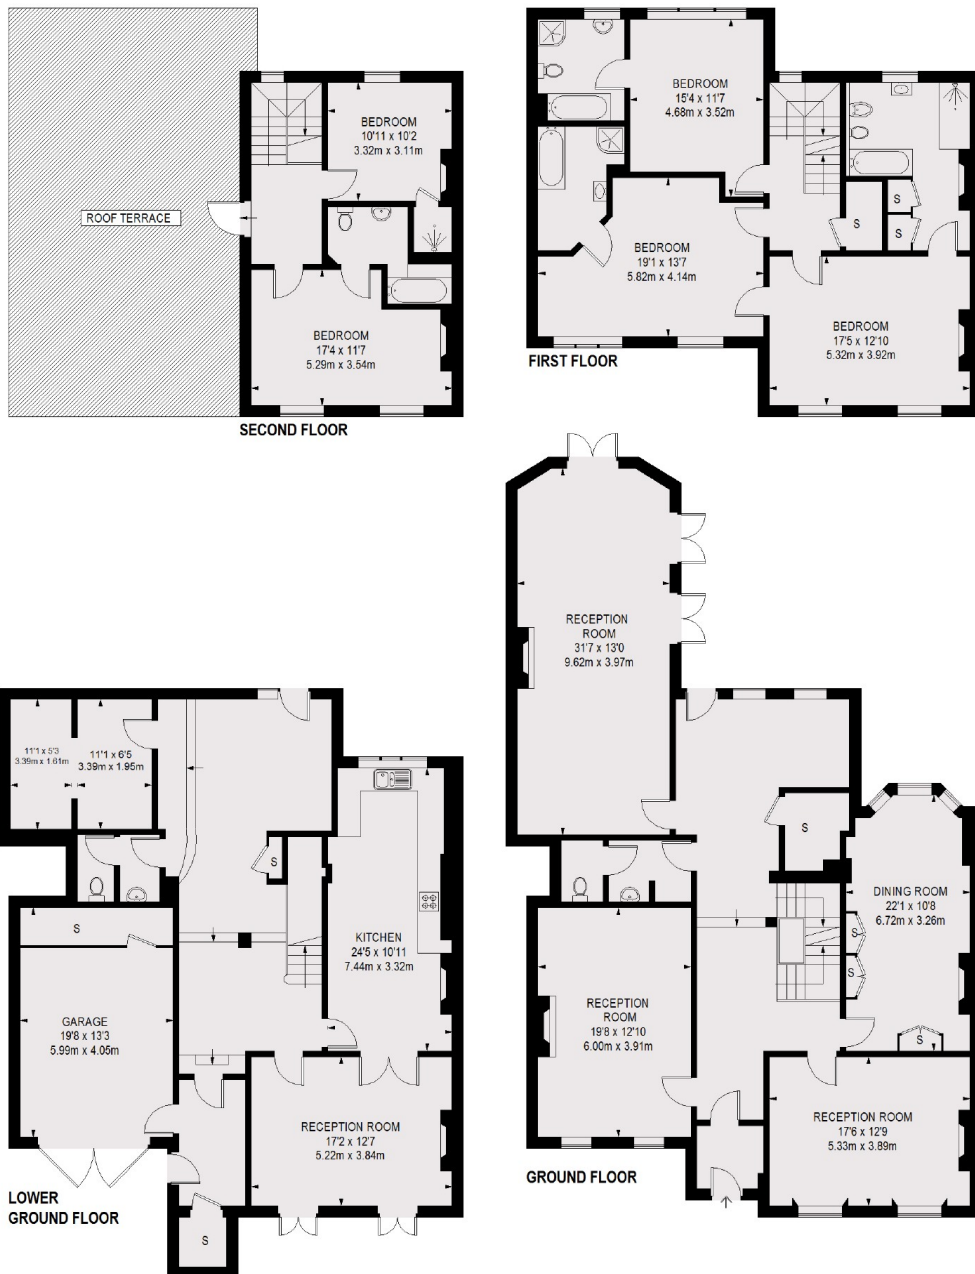 ROOF TERRACE
BEDROOM
10'11 x 10'2
3.32m x 3.11m
BEDROOM
17'4 x 11'7
5.29m x 3.54m
SECOND FLOOR
BEDROOM
15'4 x 11'7
4.68m x 3.52m
S
S
S
BEDROOM
19'1 x 13'7
5.82m x 4.14m
BEDROOM
17'5 x 12'10
5.32m x 3.92m
FIRST FLOOR
11'1 x 5'3
3.39m x 1.61m
11'1 x 6'5
3.39m x 1.95m
S
S
KITCHEN
24'5 x 10'11
7.44m x 3.32m
GARAGE
19'8 x 13'3
5.99m x 4.05m
RECEPTION ROOM
17'2 x 12'7
5.22m x 3.84m
S
LOWER
GROUND FLOOR
RECEPTION
ROOM
31'7 x 13'0
9.62m x 3.97m
S
DINING ROOM
22'1 x 10'8
6.72m x 3.26m
S
S
S
RECEPTION
ROOM
19'8 x 12'10
6.00m x 3.91m
RECEPTION ROOM
17'6 x 12'9
5.33m x 3.89m
GROUND FLOOR